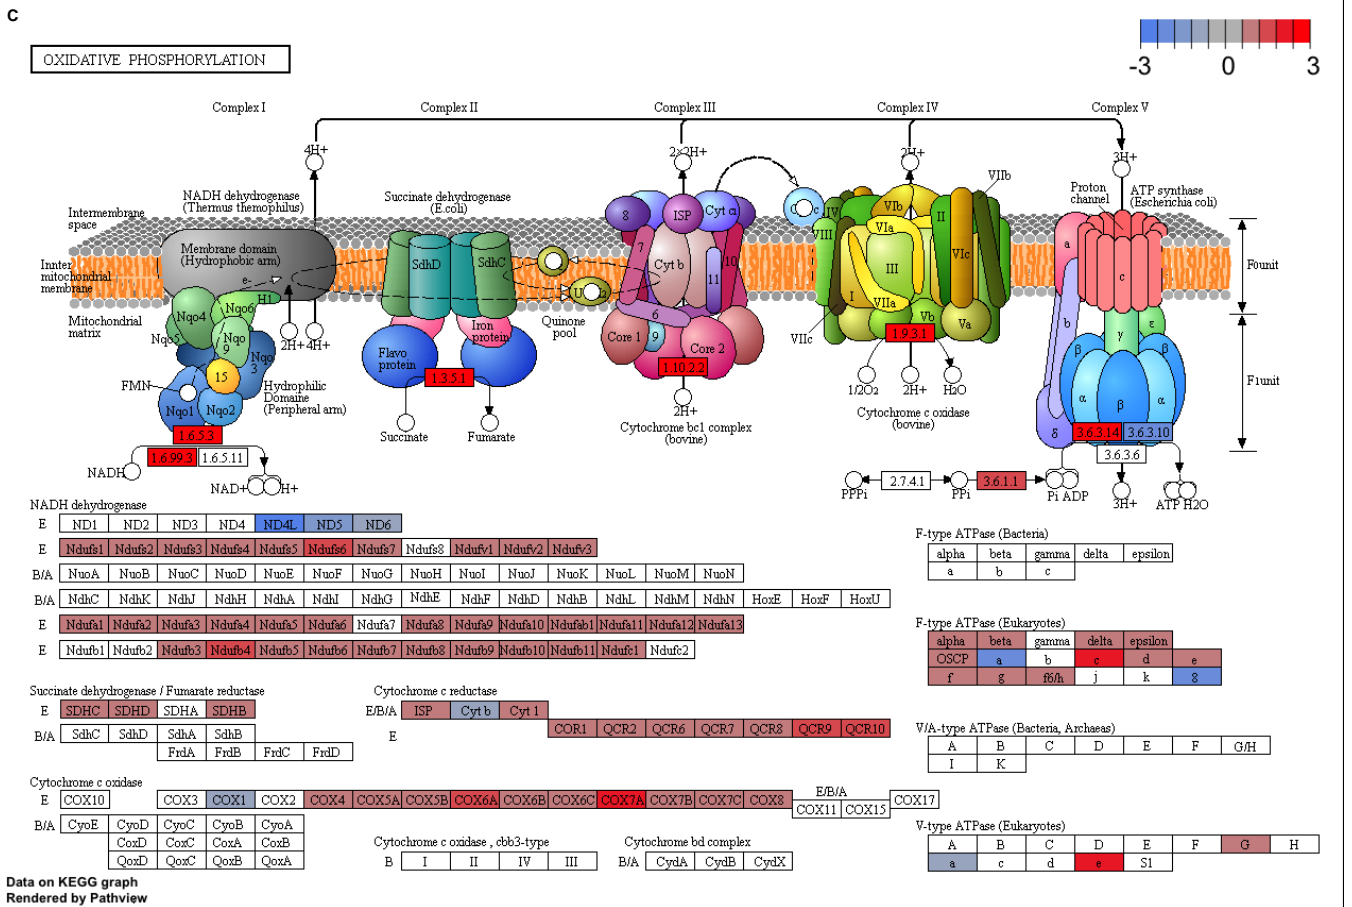 C
OXIDATIVE PHOSPHORYLATION
-3 0 3
Complex I Complex II Complex III Complex IV Complex V
4H+ 2×2H+ 2H+ 3H+
NADH dehydrogenase
(Thermus themophilus)
Succinate dehydrogenase
(E.coli)
Proton
channel
ATP synthase
(Escherichia coli)
Intermembrane
space
Innter
mitochondrial
membrane
Mitochondrial
matrix
Membrane domain
(Hydrophobic arm)
e-
H1
Nqo4 Nqo6
Nqo5 Nqo
9
Nqo
3
15
FMN
Nqo1 Nqo2
Hydrophilic
Domaine
(Peripheral arm)
2H+ 4H+
1.6.5.3
1.6.99.3 1.6.5.11
NADH NAD+ H+
SdhD SdhC
Flavo
protein
Iron
protein
1.3.5.1
Succinate Fumarate
Quinone
pool
8 ISP Cyt c1
7 Cyt b 11 10
6
Core 1 9 Core 2
1.10.2.2
2H+
Cytochrome bc1 complex
(bovine)
VIIb
IV VIb II
VIII VIa VIc
III
I VIIa
VIIc Vb Va
1.9.3.1
1/2O2 2H+ H2O
Cytochrome c oxidase
(bovine)
a c
b γ ε
β β
α β α
δ
F0unit
F1unit
3.6.3.14 3.6.3.10
3.6.3.6
PPPi 2.7.4.1 PPi 3.6.1.1 Pi ADP 3H+ ATP H2O
NADH dehydrogenase
E ND1 ND2 ND3 ND4 ND4L ND5 ND6
E Ndufs1 Ndufs2 Ndufs3 Ndufs4 Ndufs5 Ndufs6 Ndufs7 Ndufs8 Ndufv1 Ndufv2 Ndufv3
B/A NuoA NuoB NuoC NuoD NuoE NuoF NuoG NuoH NuoI NuoJ NuoK NuoL NuoM NuoN
B/A NdhC NdhK NdhJ NdhH NdhA NdhI NdhG NdhE NdhF NdhD NdhB NdhL NdhM NdhN HoxE HoxF HoxU
E Ndufa1 Ndufa2 Ndufa3 Ndufa4 Ndufa5 Ndufa6 Ndufa7 Ndufa8 Ndufa9 Ndufa10 Ndufab1 Ndufa11 Ndufa12 Ndufa13
E Ndufb1 Ndufb2 Ndufb3 Ndufb4 Ndufb5 Ndufb6 Ndufb7 Ndufb8 Ndufb9 Ndufb10 Ndufb11 Ndufc1 Ndufc2
Succinate dehydrogenase / Fumarate reductase
E SDHC SDHD SDHA SDHB
B/A SdhC SdhD SdhA SdhB
FrdA FrdB FrdC FrdD
Cytochrome c reductase
E/B/A ISP Cyt b Cyt 1
E COR1 QCR2 QCR6 QCR7 QCR8 QCR9 QCR10
Cytochrome c oxidase
E COX10 COX3 COX1 COX2 COX4 COX5A COX5B COX6A COX6B COX6C COX7A COX7B COX7C COX8
E/B/A
COX11 COX15 COX17
B/A CyoE CyoD CyoC CyoB CyoA
CoxD CoxC CoxA CoxB
QoxD QoxC QoxB QoxA
Cytochrome c oxidase , cbb3-type
B I II IV III
Cytochrome bd complex
B/A CydA CydB CydX
F-type ATPase (Bacteria)
alpha beta gamma delta epsilon
a b c
F-type ATPase (Eukaryotes)
alpha beta gamma delta epsilon
OSCP a b c d e
f g f6/h j k 8
V/A-type ATPase (Bacteria, Archaeas)
A B C D E F G/H
I K
V-type ATPase (Eukaryotes)
A B C D E F G H
a c d e S1
Data on KEGG graph
Rendered by Pathview